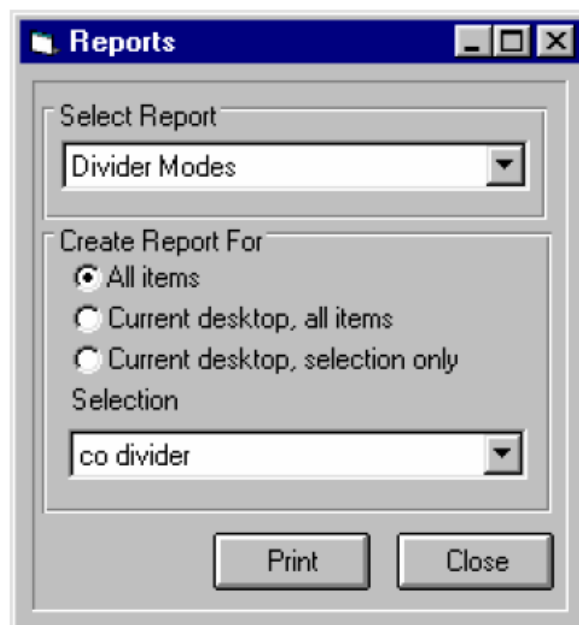 Reports
Select Report
Divider Modes
Create Report For
All items
Current desktop, all items
Current desktop, selection only
Selection
co divider
Print Close